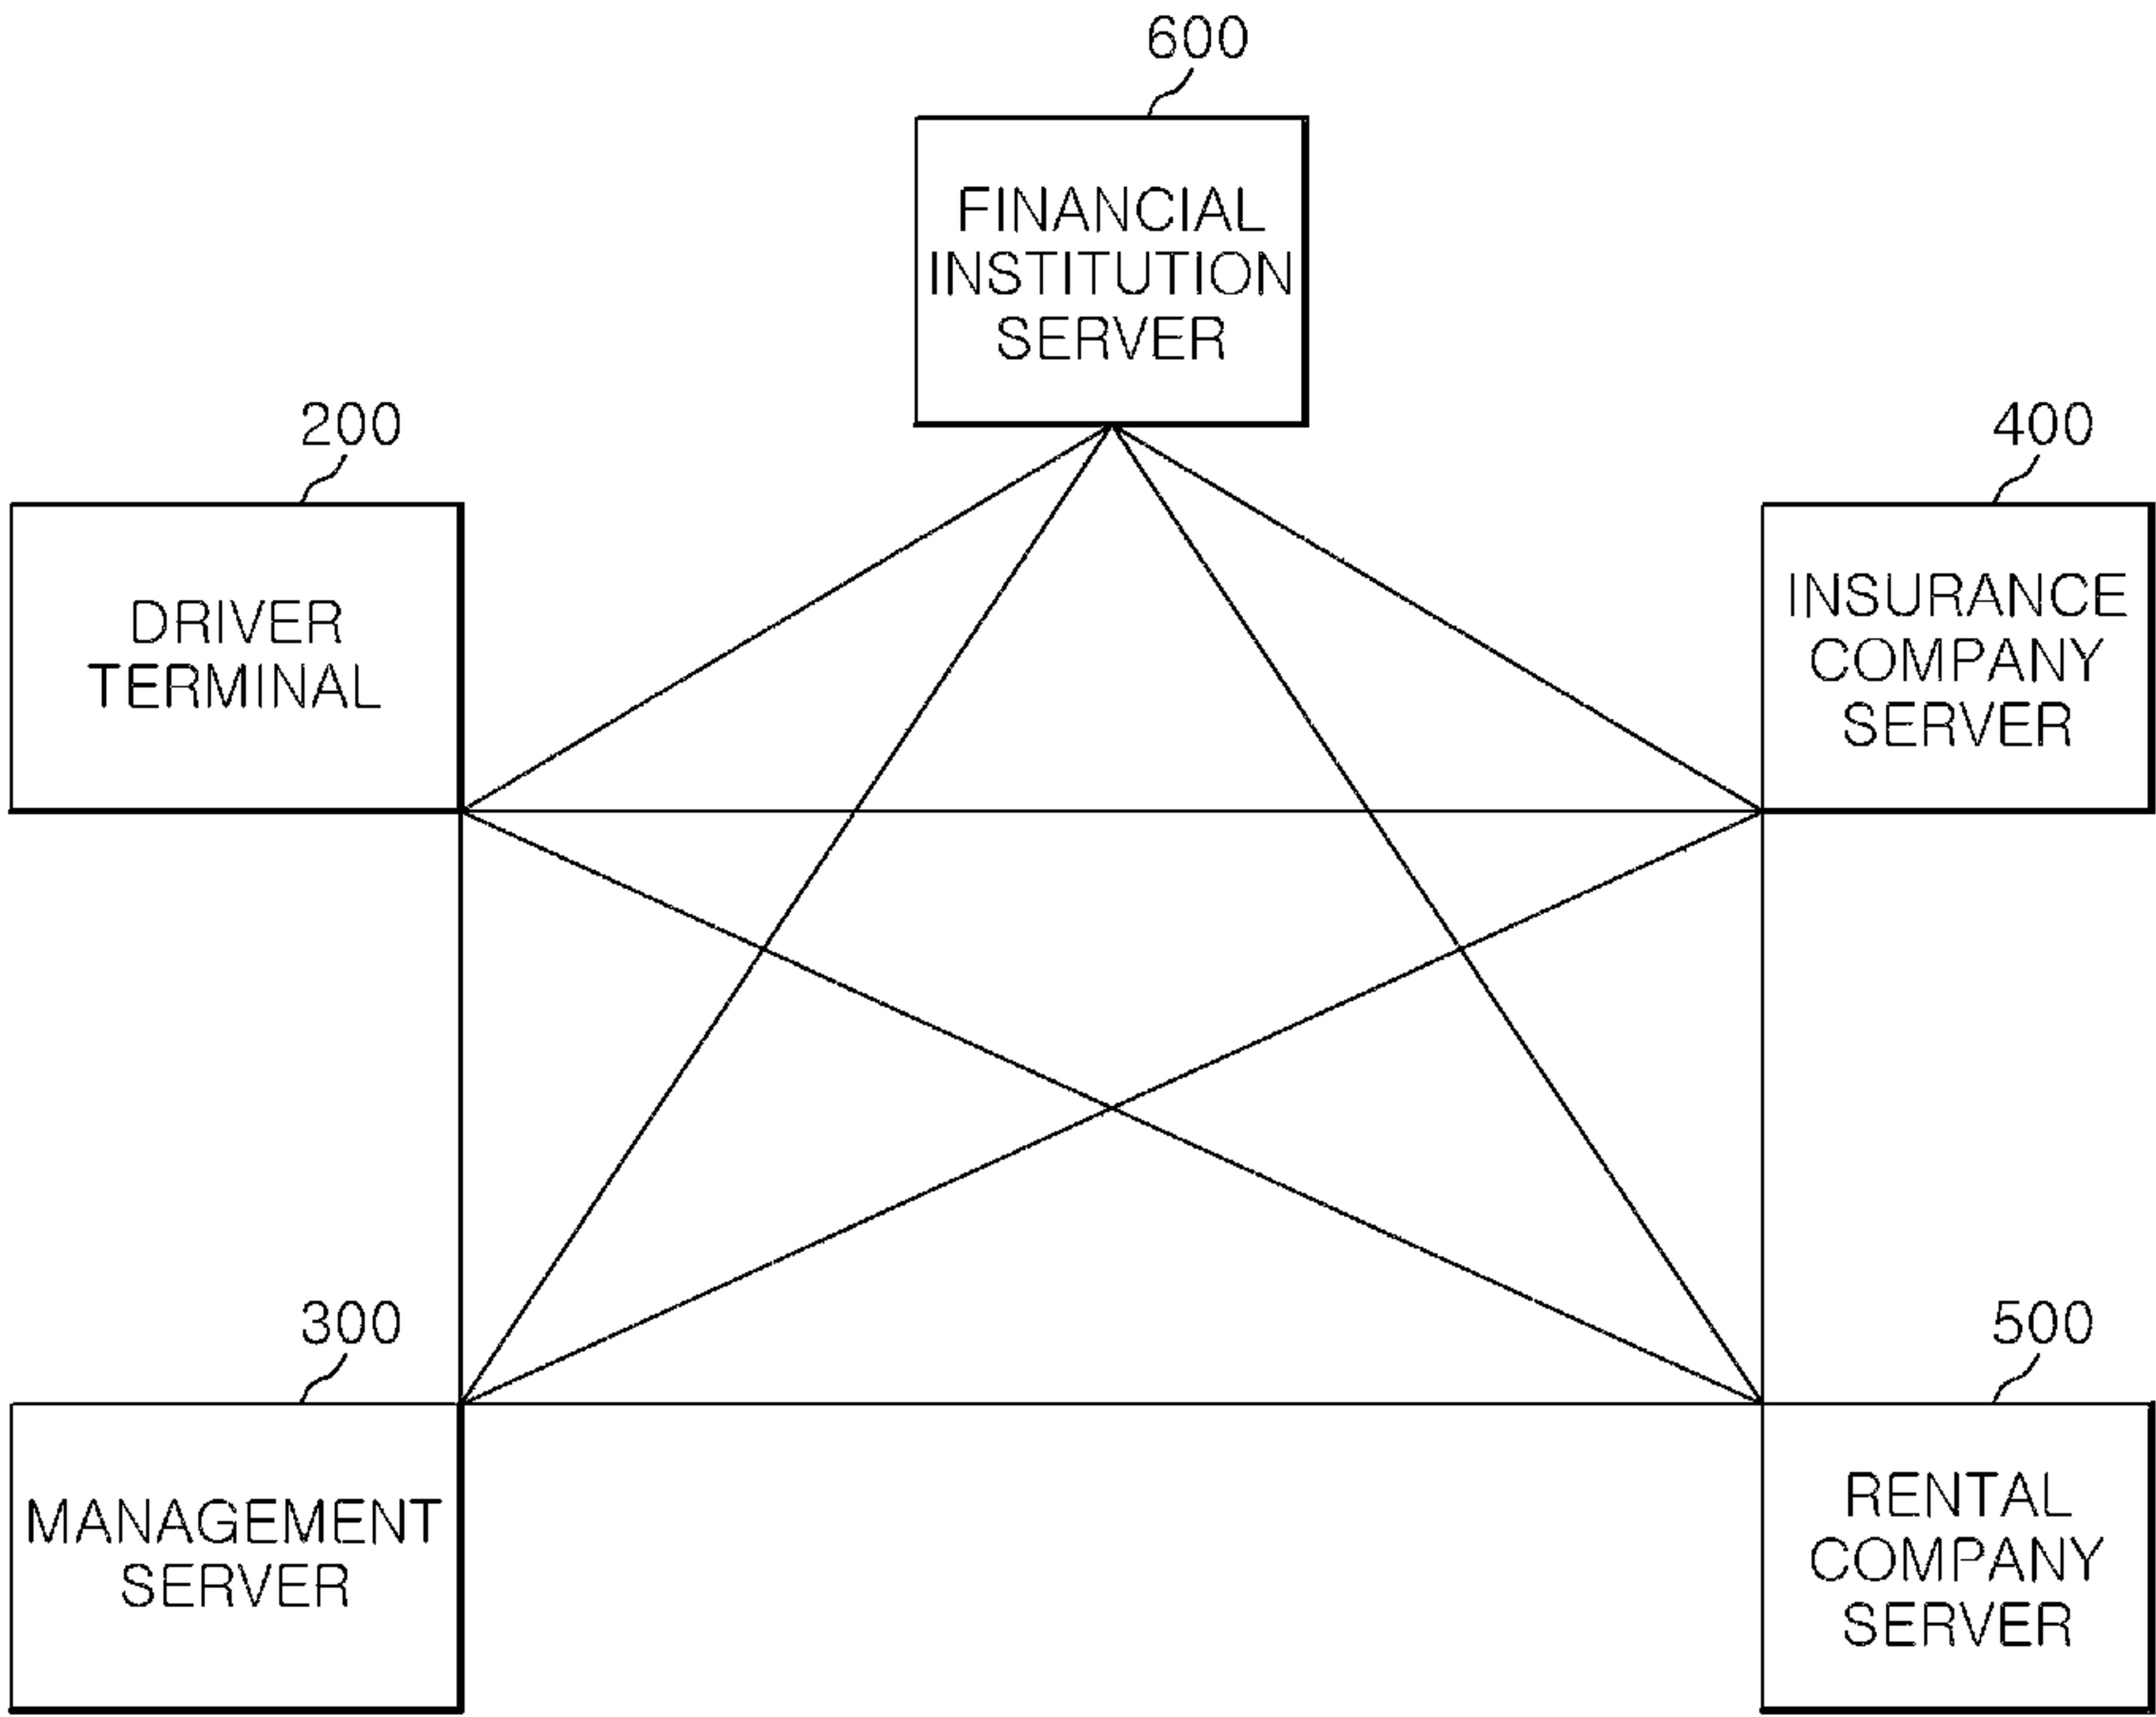 600
FINANCIAL
INSTITUTION
SERVER
200
DRIVER
TERMINAL
400
INSURANCE
COMPANY
SERVER
300
MANAGEMENT
SERVER
500
RENTAL
COMPANY
SERVER